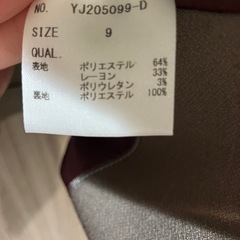 NO. YJ205099-D
SIZE 9
QUAL.
表地 ポリエステル 64%
レーヨン 33%
ポリウレタン 3%
裏地 ポリエステル 100%